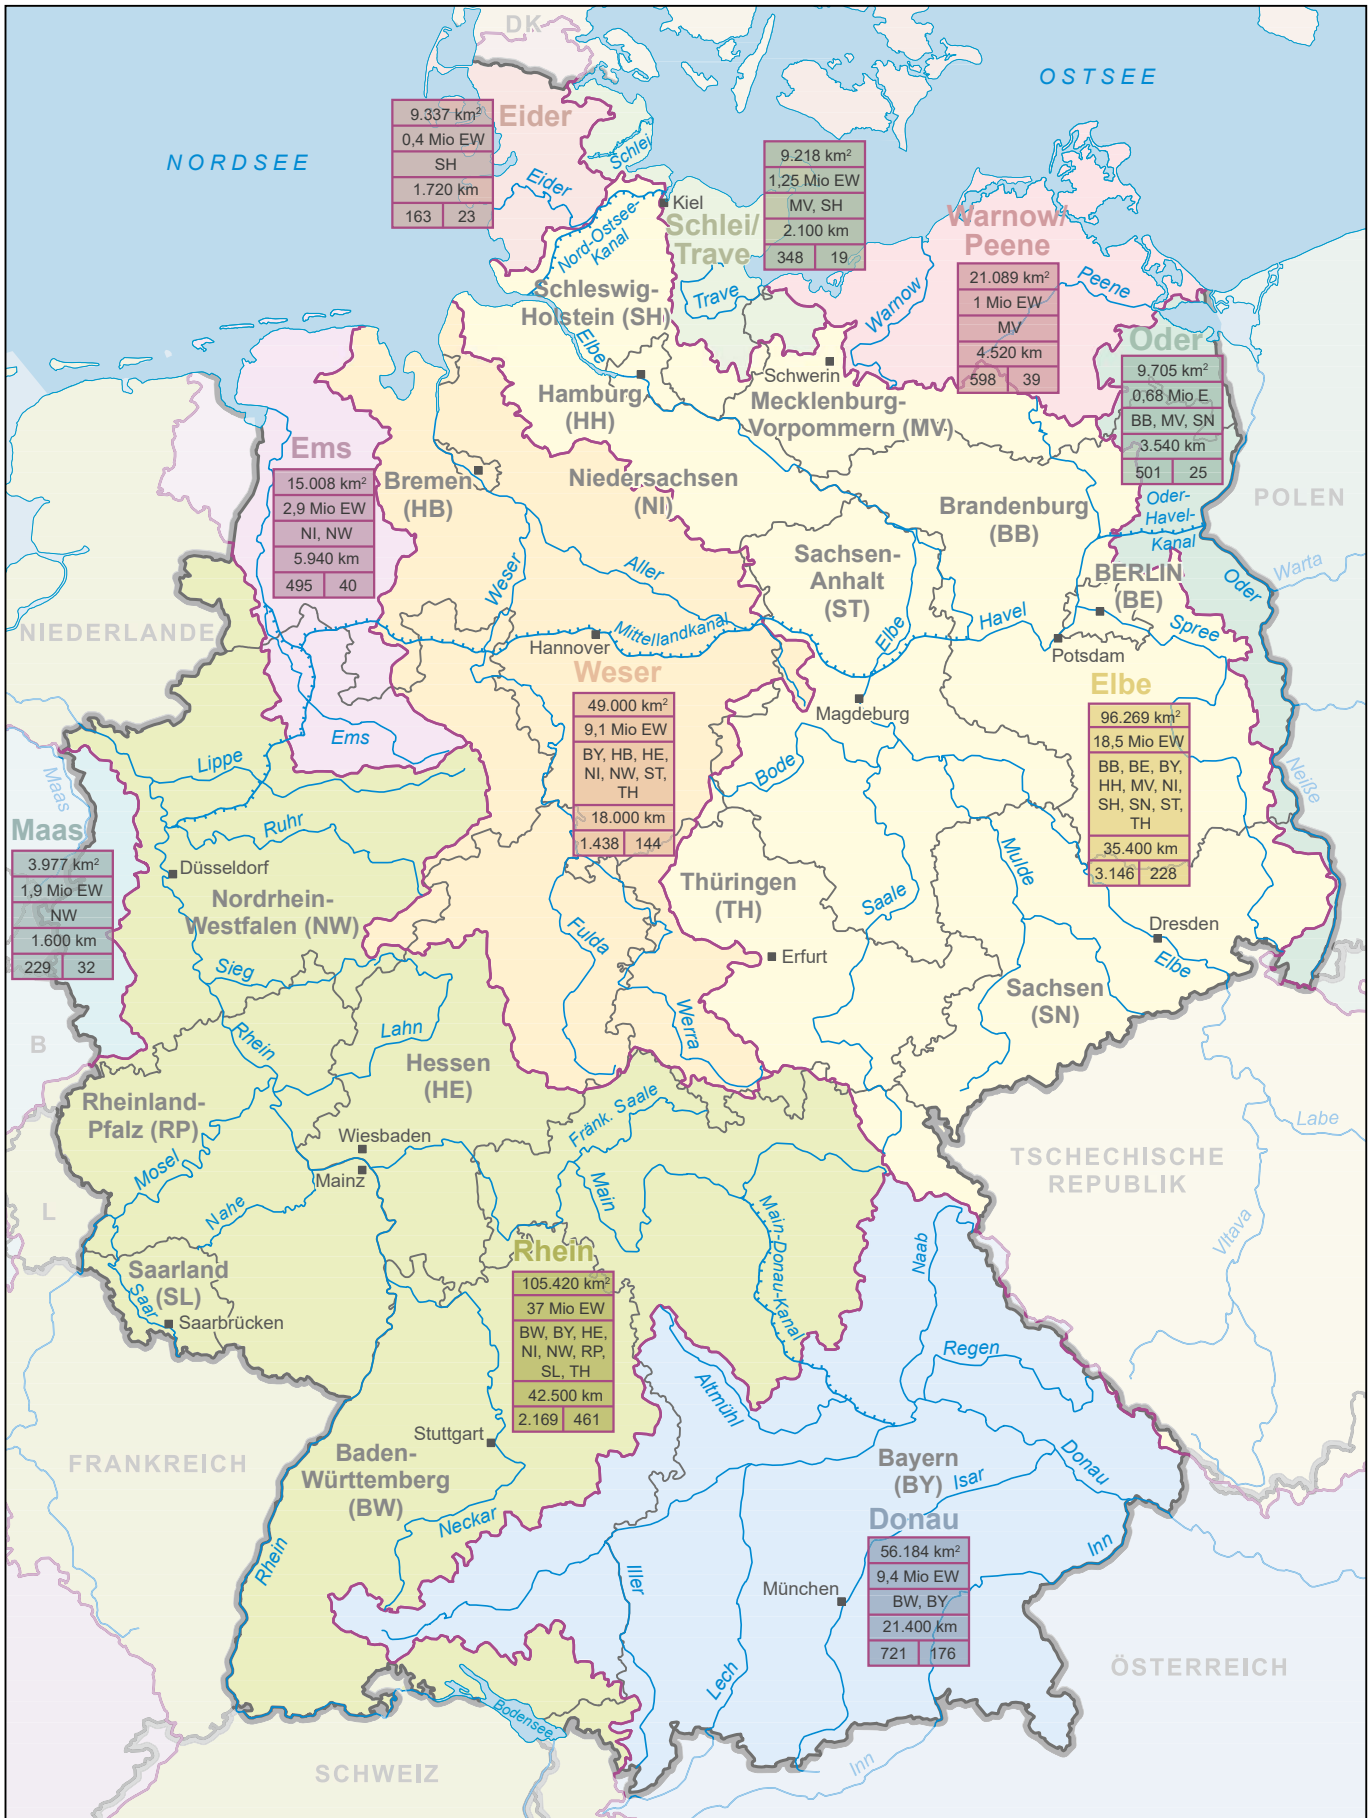 DK
OSTSEE
NORDSEE
Eider
9.337 km²
0,4 Mio EW
SH
1.720 km
163 23
Eider
Schlei
Kiel
Nord-Ostsee-
Kanal
Schlei/
Trave
9.218 km²
1,25 Mio EW
MV, SH
2.100 km
348 19
Trave
Warnow/
Peene
21.089 km²
1 Mio EW
MV
4.520 km
598 39
Warnow
Peene
Schleswig-
Holstein (SH)
Elbe
Hamburg
(HH)
Schwerin
Mecklenburg-
Vorpommern (MV)
Oder
9.705 km²
0,68 Mio E
BB, MV, SN
3.540 km
501 25
Oder-
Havel-
Kanal
POLEN
Warta
Oder
Ems
15.008 km²
2,9 Mio EW
NI, NW
5.940 km
495 40
Bremen
(HB)
Niedersachsen
(NI)
Brandenburg
(BB)
Sachsen-
Anhalt
(ST)
BERLIN
(BE)
Weser
Aller
Elbe
Havel
Spree
NIEDERLANDE
Hannover
Mittellandkanal
Potsdam
Magdeburg
Weser
49.000 km²
9,1 Mio EW
BY, HB, HE,
NI, NW, ST,
TH
18.000 km
1.438 144
Elbe
96.269 km²
18,5 Mio EW
BB, BE, BY,
HH, MV, NI,
SH, SN, ST,
TH
35.400 km
3.146 228
Ems
Lippe
Bode
Neiße
Maas
Maas
3.977 km²
1,9 Mio EW
NW
1.600 km
229 32
Ruhr
Düsseldorf
Nordrhein-
Westfalen (NW)
Thüringen
(TH)
Saale
Mulde
Fulda
Erfurt
Dresden
Elbe
Sieg
Sachsen
(SN)
Werra
B
Rhein
Lahn
Hessen
(HE)
Rheinland-
Pfalz (RP)
Fränk. Saale
Labe
Wiesbaden
Mainz
Mosel
Nahe
Main
TSCHECHISCHE
REPUBLIK
L
Main-Donau-Kanal
Naab
Vltava
Rhein
105.420 km²
37 Mio EW
BW, BY, HE,
NI, NW, RP,
SL, TH
42.500 km
2.169 461
Saarland
(SL)
Saar
Saarbrücken
Regen
Altmühl
Stuttgart
FRANKREICH
Baden-
Württemberg
(BW)
Bayern
(BY)
Isar
Donau
Neckar
Donau
56.184 km²
9,4 Mio EW
BW, BY
21.400 km
721 176
Inn
Rhein
Iller
München
Lech
ÖSTERREICH
Bodensee
Inn
SCHWEIZ